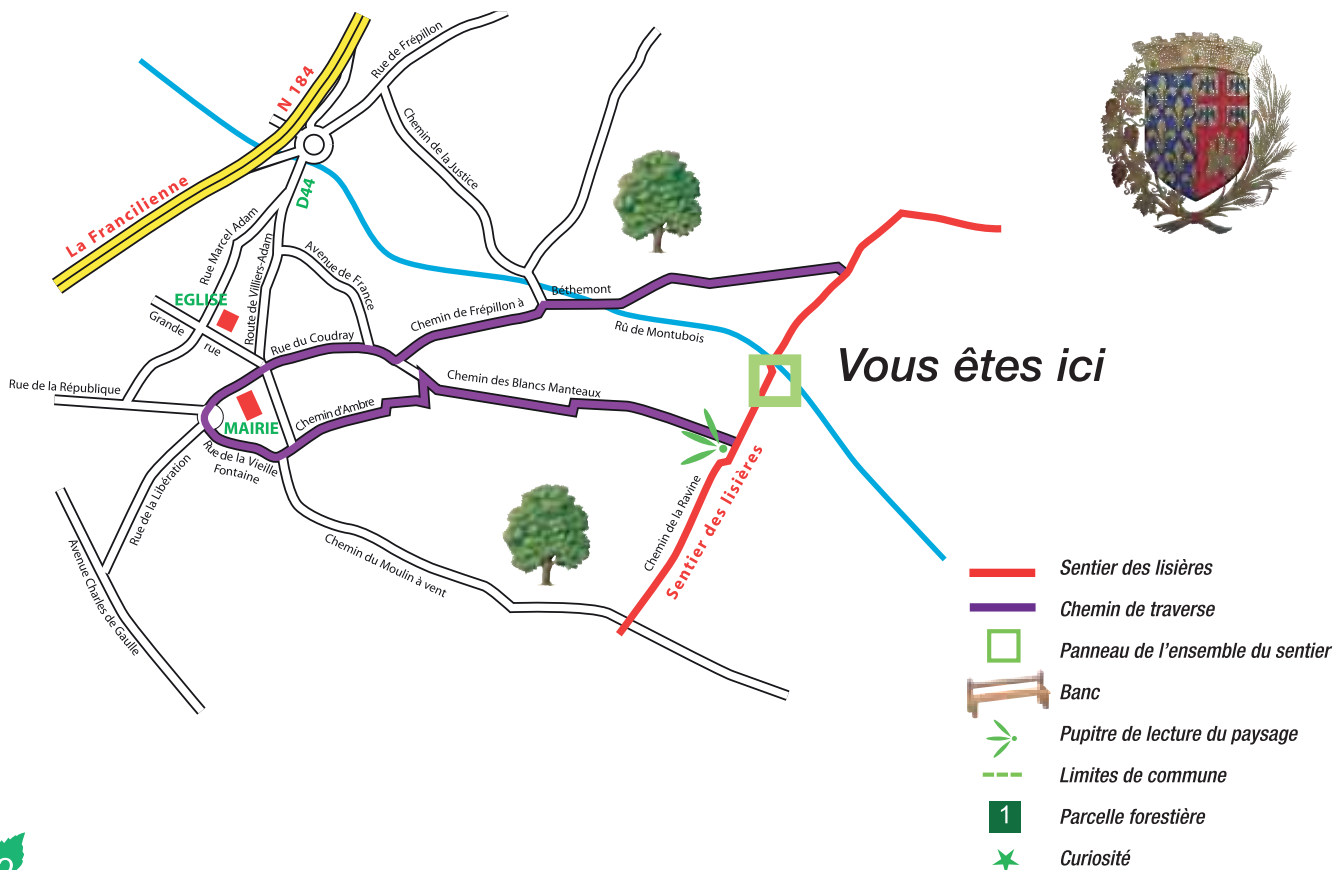 N 184
Rue de Frépillon
La Francilienne
D44
Chemin de la Justice
Rue Marcel Adam
Route de Villiers-Adam
Avenue de France
EGLISE
Grande
rue
Béthemont
Chemin de Frépillon à
Rû de Montubois
Rue du Coudray
Vous êtes ici
Rue de la République
Chemin des Blancs Manteaux
Chemin d'Ambre
MAIRIE
Rue de la Vieille
Fontaine
Rue de la Libération
Chemin de la Ravine
Sentier des lisières
Chemin du Moulin à vent
Avenue Charles de Gaulle
Sentier des lisières
Chemin de traverse
Panneau de l'ensemble du sentier
Banc
Pupitre de lecture du paysage
Limites de commune
1
Parcelle forestière
Curiosité